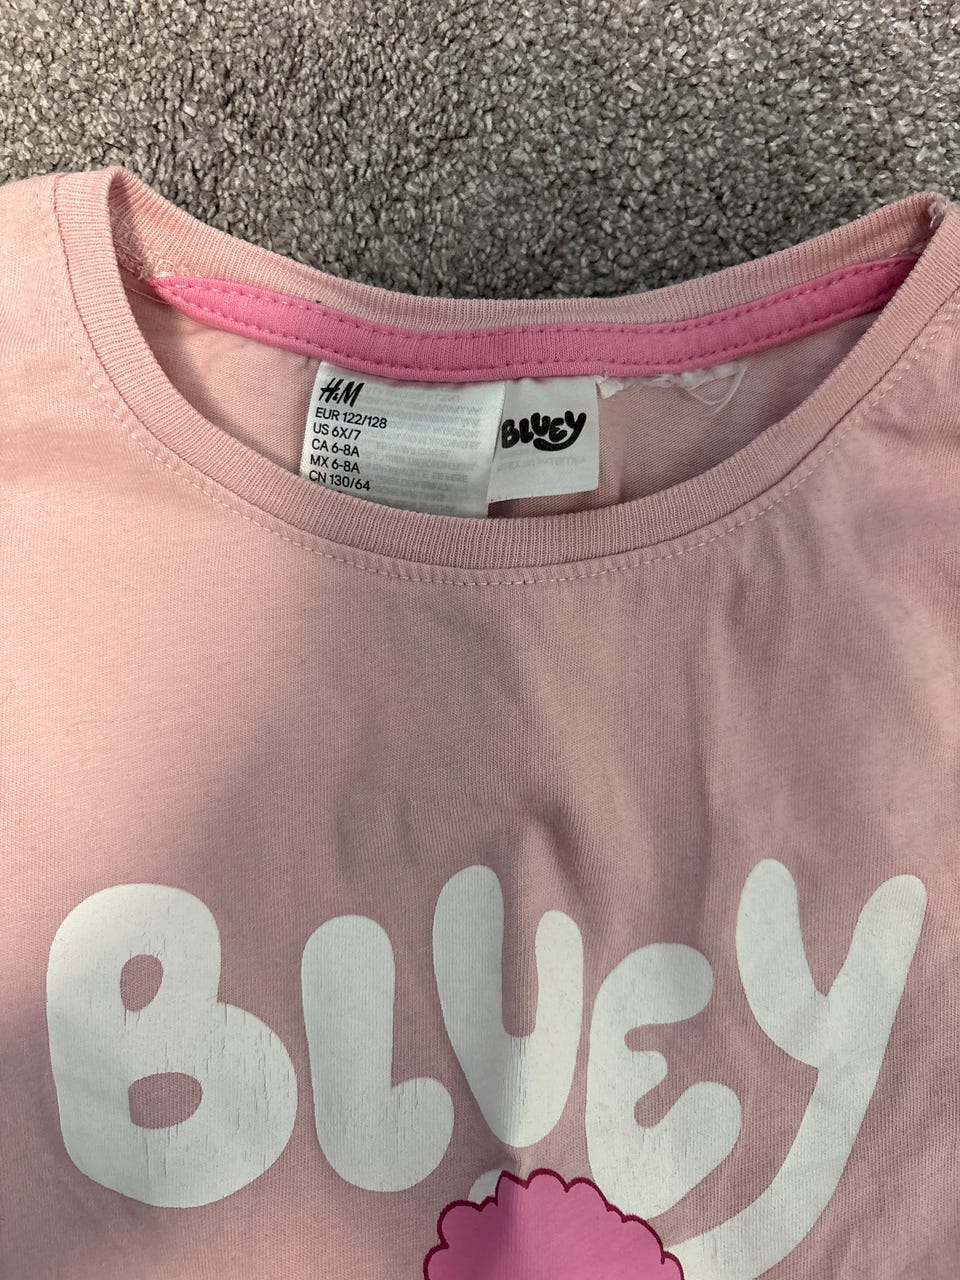 H&M
EUR 122/128
US 6X/7
CA 6-8A
MX 6-8A
CN 130/64
BLUEY
BLUEY